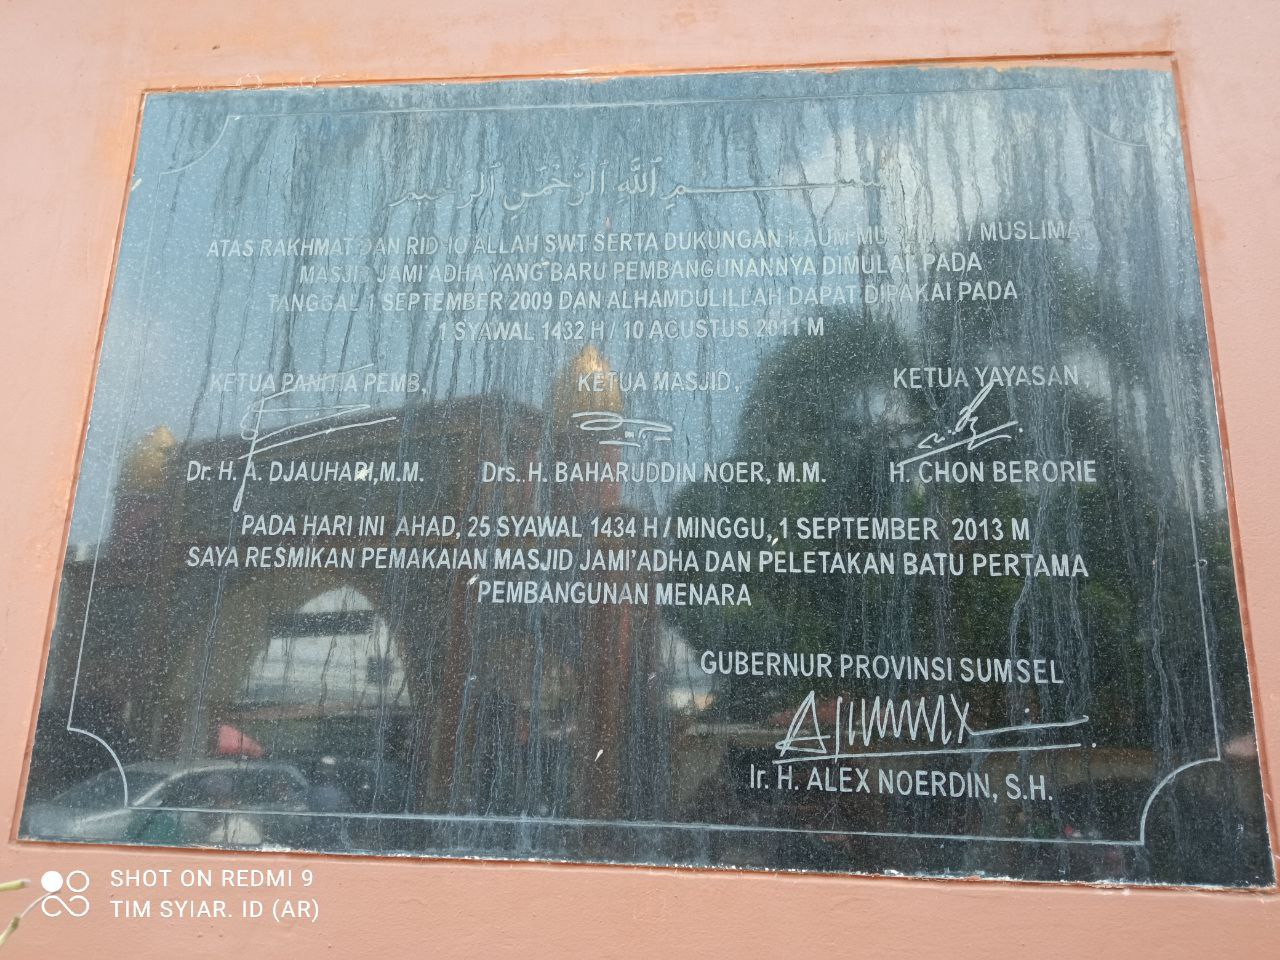 بسم الله الرحمن الرحيم
ATAS RAKHMAT DAN RIDHO ALLAH SWT SERTA DUKUNGAN KAUM MUSLIMIN / MUSLIMA
MASJID JAMI'ADHA YANG BARU PEMBANGUNANNYA DIMULAI PADA
TANGGAL 1 SEPTEMBER 2009 DAN ALHAMDULILLAH DAPAT DIPAKAI PADA
1 SYAWAL 1432 H / 10 AGUSTUS 2011 M
KETUA PANITIA PEMB, KETUA MASJID, KETUA YAYASAN,
Dr. H. A. DJAUHARI, M.M. Drs. H. BAHARUDDIN NOER, M.M. H. CHON BERORIE
PADA HARI INI AHAD, 25 SYAWAL 1434 H / MINGGU, 1 SEPTEMBER 2013 M
SAYA RESMIKAN PEMAKAIAN MASJID JAMI'ADHA DAN PELETAKAN BATU PERTAMA
PEMBANGUNAN MENARA
GUBERNUR PROVINSI SUMSEL
Ir. H. ALEX NOERDIN, S.H.
SHOT ON REDMI 9
TIM SYIAR. ID (AR)